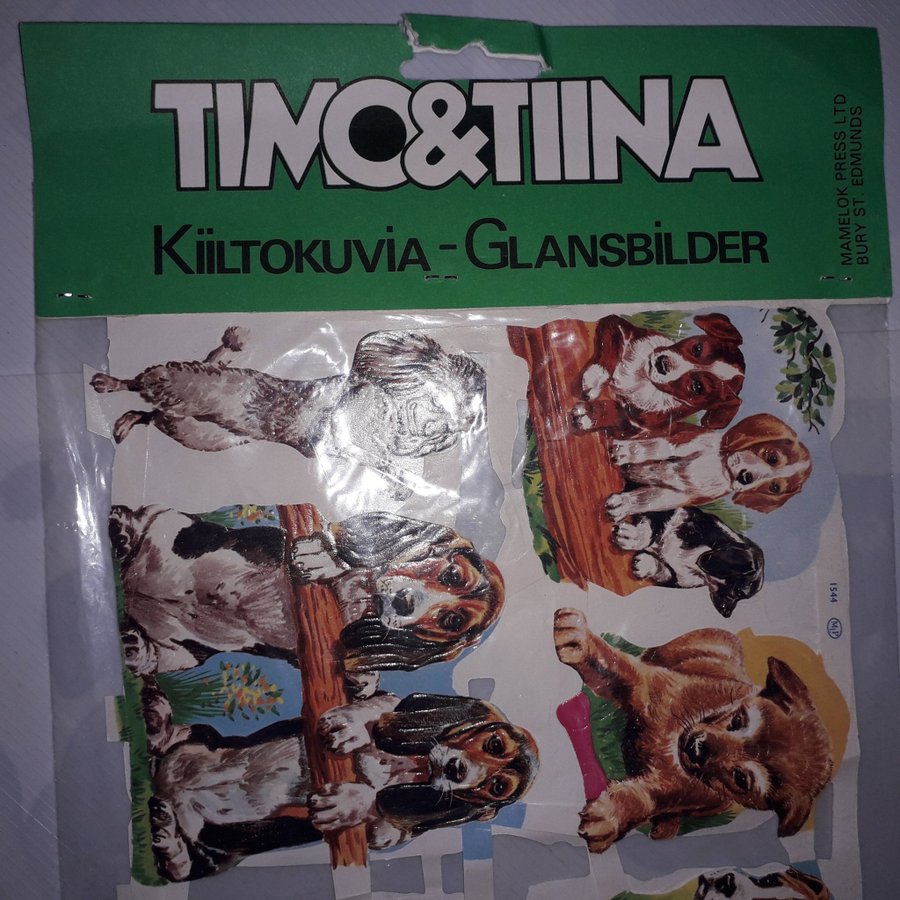 TIMO&TIINA
KiiLTOKUViA - GLANSBiLDER
MAMELOK PRESS LTD
BURY ST. EDMUNDS
1544
MP